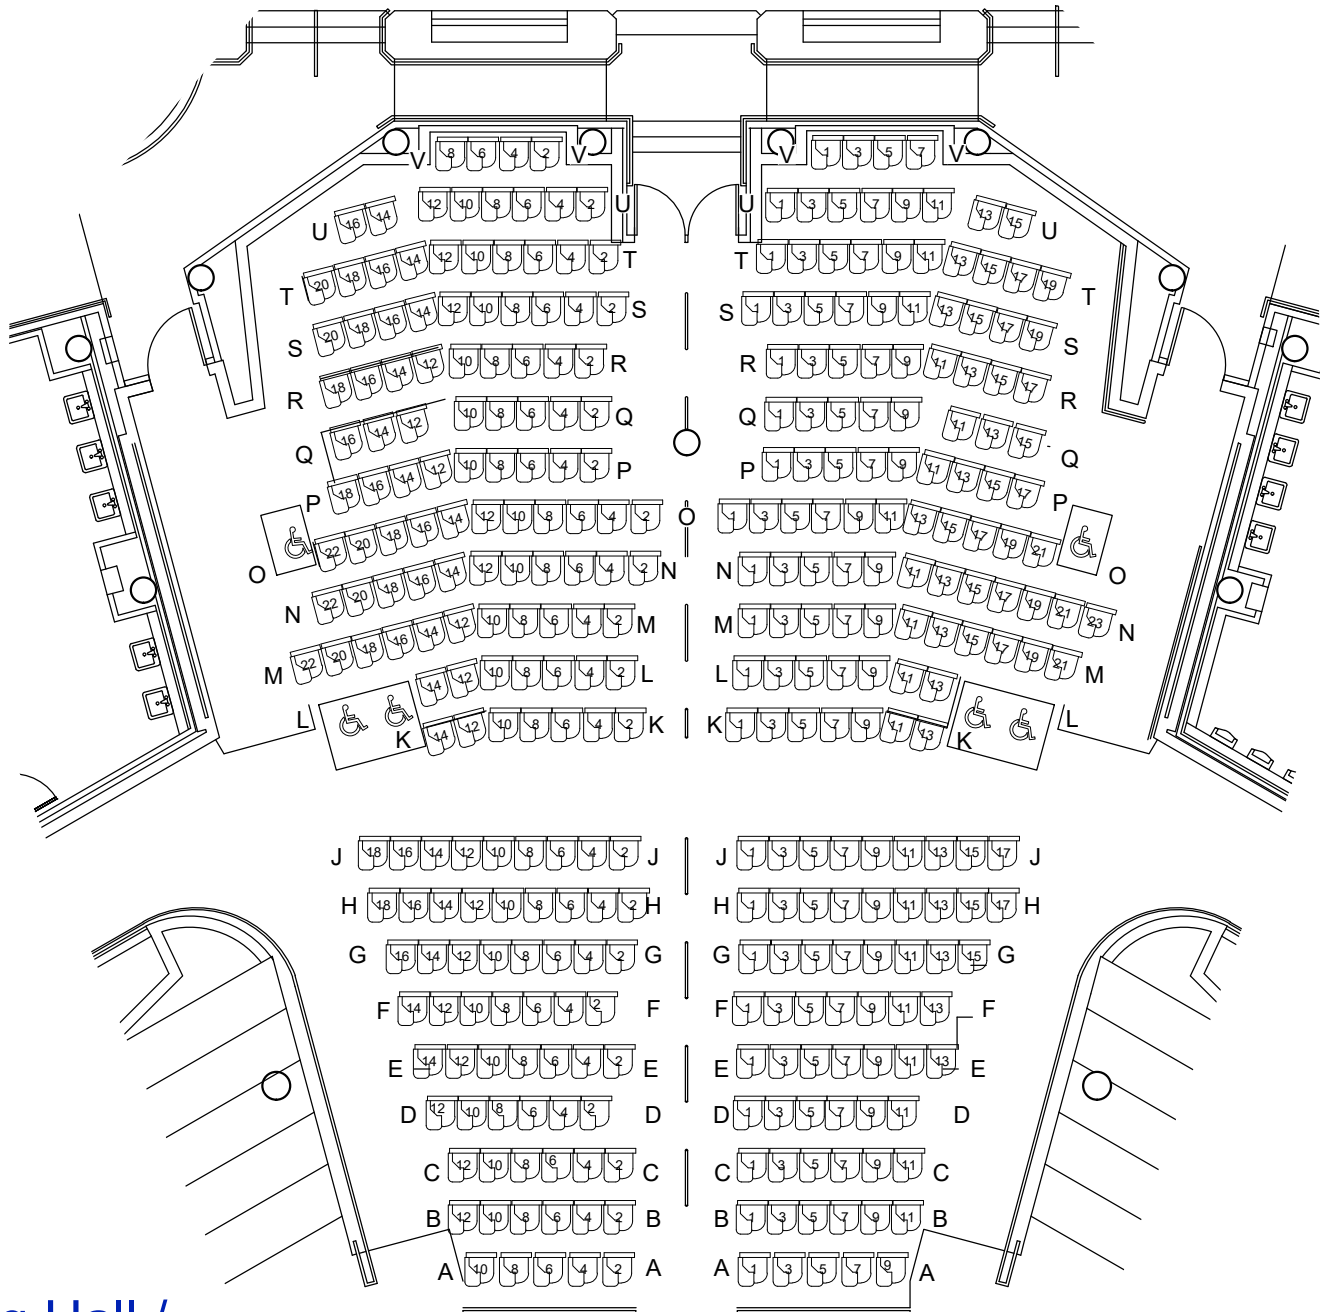 V 8 6 4 2 V V 1 3 5 7 V
U 16 14 12 10 8 6 4 2 U U 1 3 5 7 9 11 13 15 U
T 20 18 16 14 12 10 8 6 4 2 T T 1 3 5 7 9 11 13 15 17 19 T
S 20 18 16 14 12 10 8 6 4 2 S S 1 3 5 7 9 11 13 15 17 19 S
R 18 16 14 12 10 8 6 4 2 R R 1 3 5 7 9 11 13 15 17 R
Q 16 14 12 10 8 6 4 2 Q Q 1 3 5 7 9 11 13 15 Q
P 18 16 14 12 10 8 6 4 2 P P 1 3 5 7 9 11 13 15 17 P
O 22 20 18 16 14 12 10 8 6 4 2 O 1 3 5 7 9 11 13 15 17 19 21 O
N 22 20 18 16 14 12 10 8 6 4 2 N N 1 3 5 7 9 11 13 15 17 19 21 23 N
M 22 20 18 16 14 12 10 8 6 4 2 M M 1 3 5 7 9 11 13 15 17 19 21 M
L 14 12 10 8 6 4 2 L L 1 3 5 7 9 11 13 L
K 14 12 10 8 6 4 2 K K 1 3 5 7 9 11 13 K
J 18 16 14 12 10 8 6 4 2 J J 1 3 5 7 9 11 13 15 17 J
H 18 16 14 12 10 8 6 4 2 H H 1 3 5 7 9 11 13 15 17 H
G 16 14 12 10 8 6 4 2 G G 1 3 5 7 9 11 13 15 G
F 14 12 10 8 6 4 2 F F 1 3 5 7 9 11 13 F
E 14 12 10 8 6 4 2 E E 1 3 5 7 9 11 13 E
D 12 10 8 6 4 2 D D 1 3 5 7 9 11 D
C 12 10 8 6 4 2 C C 1 3 5 7 9 11 C
B 12 10 8 6 4 2 B B 1 3 5 7 9 11 B
A 10 8 6 4 2 A A 1 3 5 7 9 A
Hall /